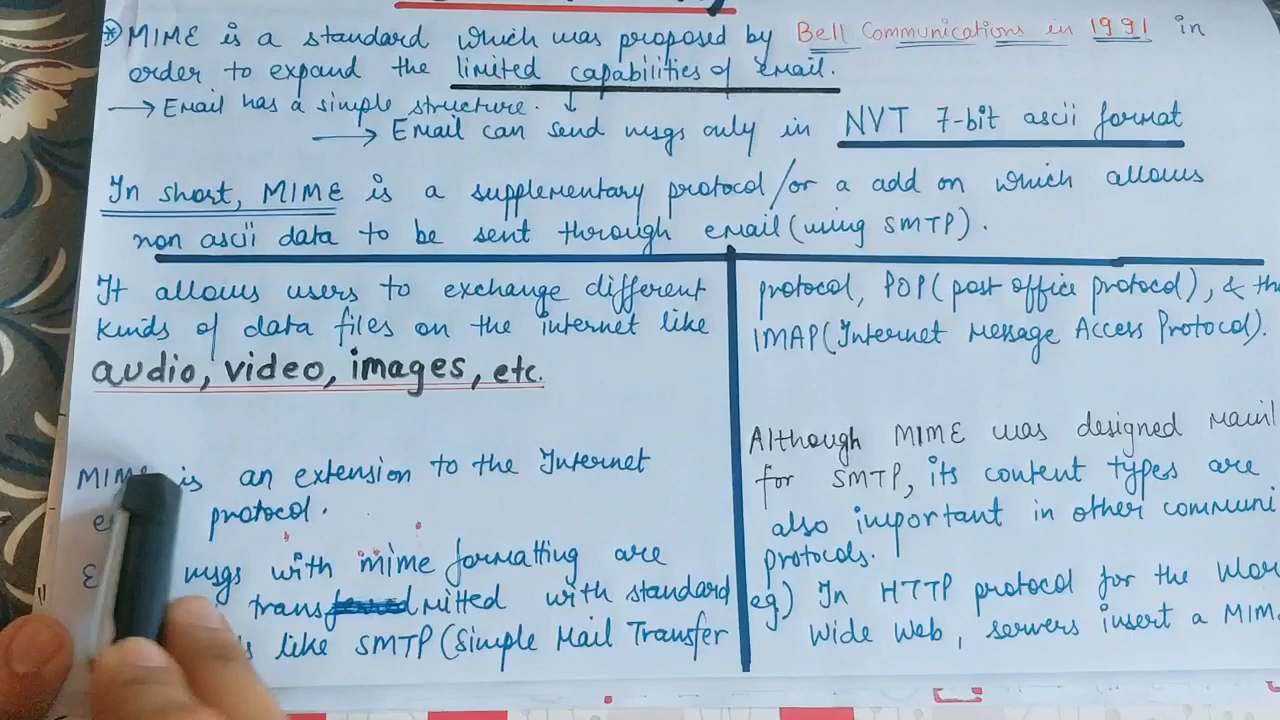 MIME is a standard which was proposed by Bell Communications in 1991 in
order to expand the limited capabilities of email.
→ Email has a simple structure. ↓
→ Email can send msgs only in NVT 7-bit ascii format
In short, MIME is a supplementary protocol/or a add on which allows
non ascii data to be sent through email (using SMTP).
It allows users to exchange different
kinds of data files on the internet like
audio, video, images, etc.
MIME is an extension to the Internet
protocol.
msgs with mime formatting are
transmitted with standard
like SMTP (Simple Mail Transfer
protocol, POP (post office protocol), & th
IMAP (Internet Message Access Protocol).
Although MIME was designed
for SMTP, its content types are
also important in other communi
protocols.
eg) In HTTP protocol for the Wor
Wide Web, servers insert a MIM